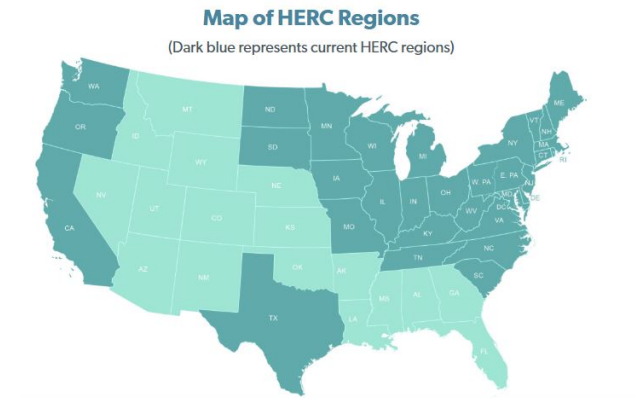 Map of HERC Regions
(Dark blue represents current HERC regions)
WA
OR
CA
MT
ID
WY
NV
UT
CO
AZ
NM
ND
SD
NE
KS
OK
TX
MN
IA
MO
AR
LA
WI
IL
MI
IN
OH
KY
TN
MS
AL
GA
FL
SC
NC
VA
WV
DC
MD
DE
NJ
W. PA
E. PA
NY
CT
RI
MA
NH
VT
ME